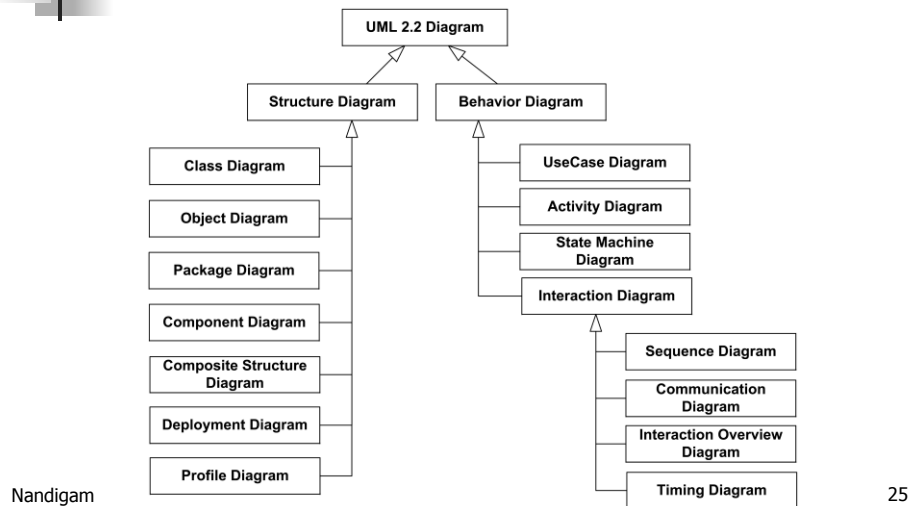 UML 2.2 Diagram
Structure Diagram
Behavior Diagram
Class Diagram
Object Diagram
Package Diagram
Component Diagram
Composite Structure
Diagram
Deployment Diagram
Profile Diagram
UseCase Diagram
Activity Diagram
State Machine
Diagram
Interaction Diagram
Sequence Diagram
Communication
Diagram
Interaction Overview
Diagram
Timing Diagram
Nandigam
25